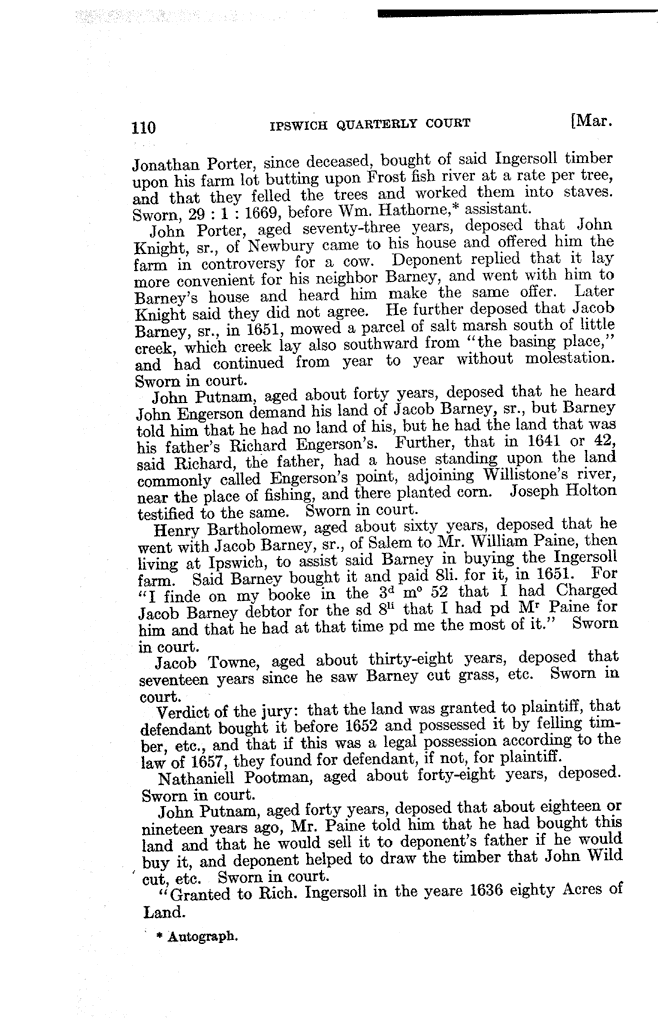 110 IPSWICH QUARTERLY COURT [Mar.
Jonathan Porter, since deceased, bought of said Ingersoll timber
upon his farm lot butting upon Frost fish river at a rate per tree,
and that they felled the trees and worked them into staves.
Sworn, 29 : 1 : 1669, before Wm. Hathorne,* assistant.
John Porter, aged seventy-three years, deposed that John
Knight, sr., of Newbury came to his house and offered him the
farm in controversy for a cow. Deponent replied that it lay
more convenient for his neighbor Barney, and went with him to
Barney's house and heard him make the same offer. Later
Knight said they did not agree. He further deposed that Jacob
Barney, sr., in 1651, mowed a parcel of salt marsh south of little
creek, which creek lay also southward from "the basing place,"
and had continued from year to year without molestation.
Sworn in court.
John Putnam, aged about forty years, deposed that he heard
John Engerson demand his land of Jacob Barney, sr., but Barney
told him that he had no land of his, but he had the land that was
his father's Richard Engerson's. Further, that in 1641 or 42,
said Richard, the father, had a house standing upon the land
commonly called Engerson's point, adjoining Willistone's river,
near the place of fishing, and there planted corn. Joseph Holton
testified to the same. Sworn in court.
Henry Bartholomew, aged about sixty years, deposed that he
went with Jacob Barney, sr., of Salem to Mr. William Paine, then
living at Ipswich, to assist said Barney in buying the Ingersoll
farm. Said Barney bought it and paid 8li. for it, in 1651. For
"I finde on my booke in the 3ᵈ mº 52 that I had Charged
Jacob Barney debtor for the sd 8ˡⁱ that I had pd Mʳ Paine for
him and that he had at that time pd me the most of it." Sworn
in court.
Jacob Towne, aged about thirty-eight years, deposed that
seventeen years since he saw Barney cut grass, etc. Sworn in
court.
Verdict of the jury: that the land was granted to plaintiff, that
defendant bought it before 1652 and possessed it by felling tim-
ber, etc., and that if this was a legal possession according to the
law of 1657, they found for defendant, if not, for plaintiff.
Nathaniell Pootman, aged about forty-eight years, deposed.
Sworn in court.
John Putnam, aged forty years, deposed that about eighteen or
nineteen years ago, Mr. Paine told him that he had bought this
land and that he would sell it to deponent's father if he would
buy it, and deponent helped to draw the timber that John Wild
cut, etc. Sworn in court.
"Granted to Rich. Ingersoll in the yeare 1636 eighty Acres of
Land.
* Autograph.